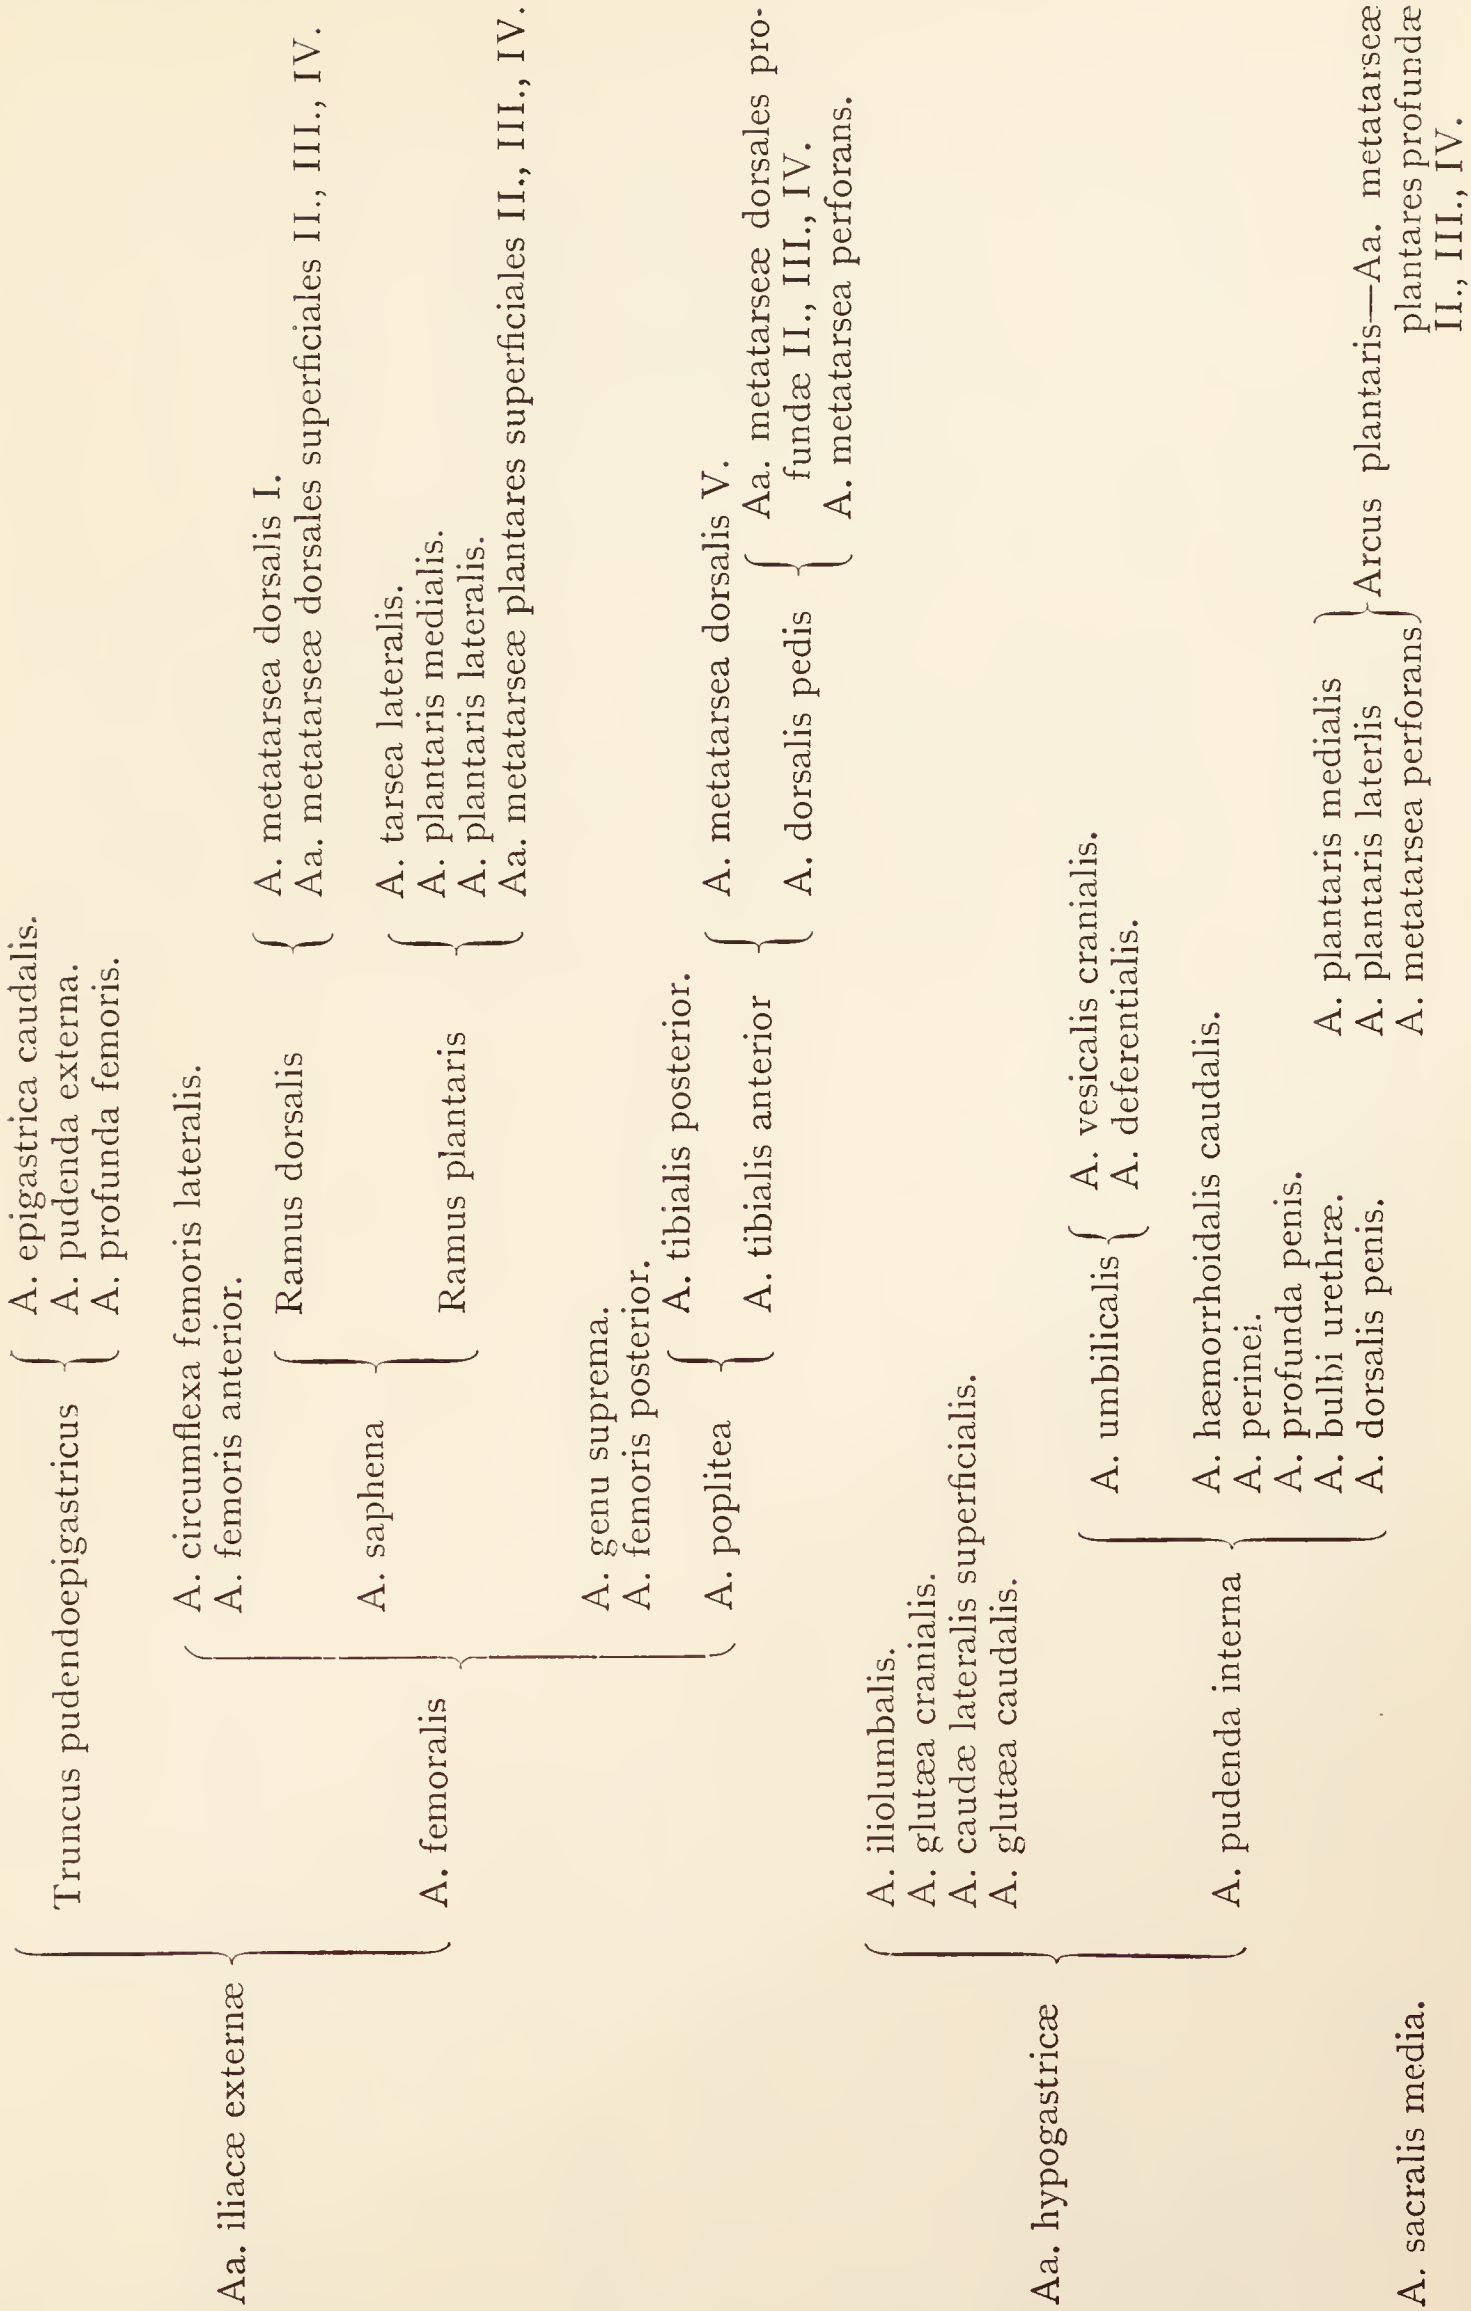 Aa. iliacæ externæ
Truncus pudendoepigastricus
A. epigastrica caudalis.
A. pudenda externa.
A. profunda femoris.
A. femoralis
A. circumflexa femoris lateralis.
A. femoris anterior.
A. saphena
Ramus dorsalis
A. metatarsea dorsalis I.
Aa. metatarseæ dorsales superficiales II., III., IV.
Ramus plantaris
A. tarsea lateralis.
A. plantaris medialis.
A. plantaris lateralis.
Aa. metatarseæ plantares superficiales II., III., IV.
A. genu suprema.
A. femoris posterior.
A. poplitea
A. tibialis posterior.
A. tibialis anterior
A. metatarsea dorsalis V.
A. dorsalis pedis
Aa. metatarseæ dorsales pro-
fundæ II., III., IV.
A. metatarsea perforans.
Aa. hypogastricæ
A. iliolumbalis.
A. glutæa cranialis.
A. caudæ lateralis superficialis.
A. glutæa caudalis.
A. pudenda interna
A. umbilicalis
A. vesicalis cranialis.
A. deferentialis.
A. hæmorrhoidalis caudalis.
A. perinei.
A. profunda penis.
A. bulbi urethræ.
A. dorsalis penis.
A. plantaris medialis
A. plantaris laterlis
A. metatarsea perforans
Arcus plantaris—Aa. metatarseæ
plantares profundæ
II., III., IV.
A. sacralis media.